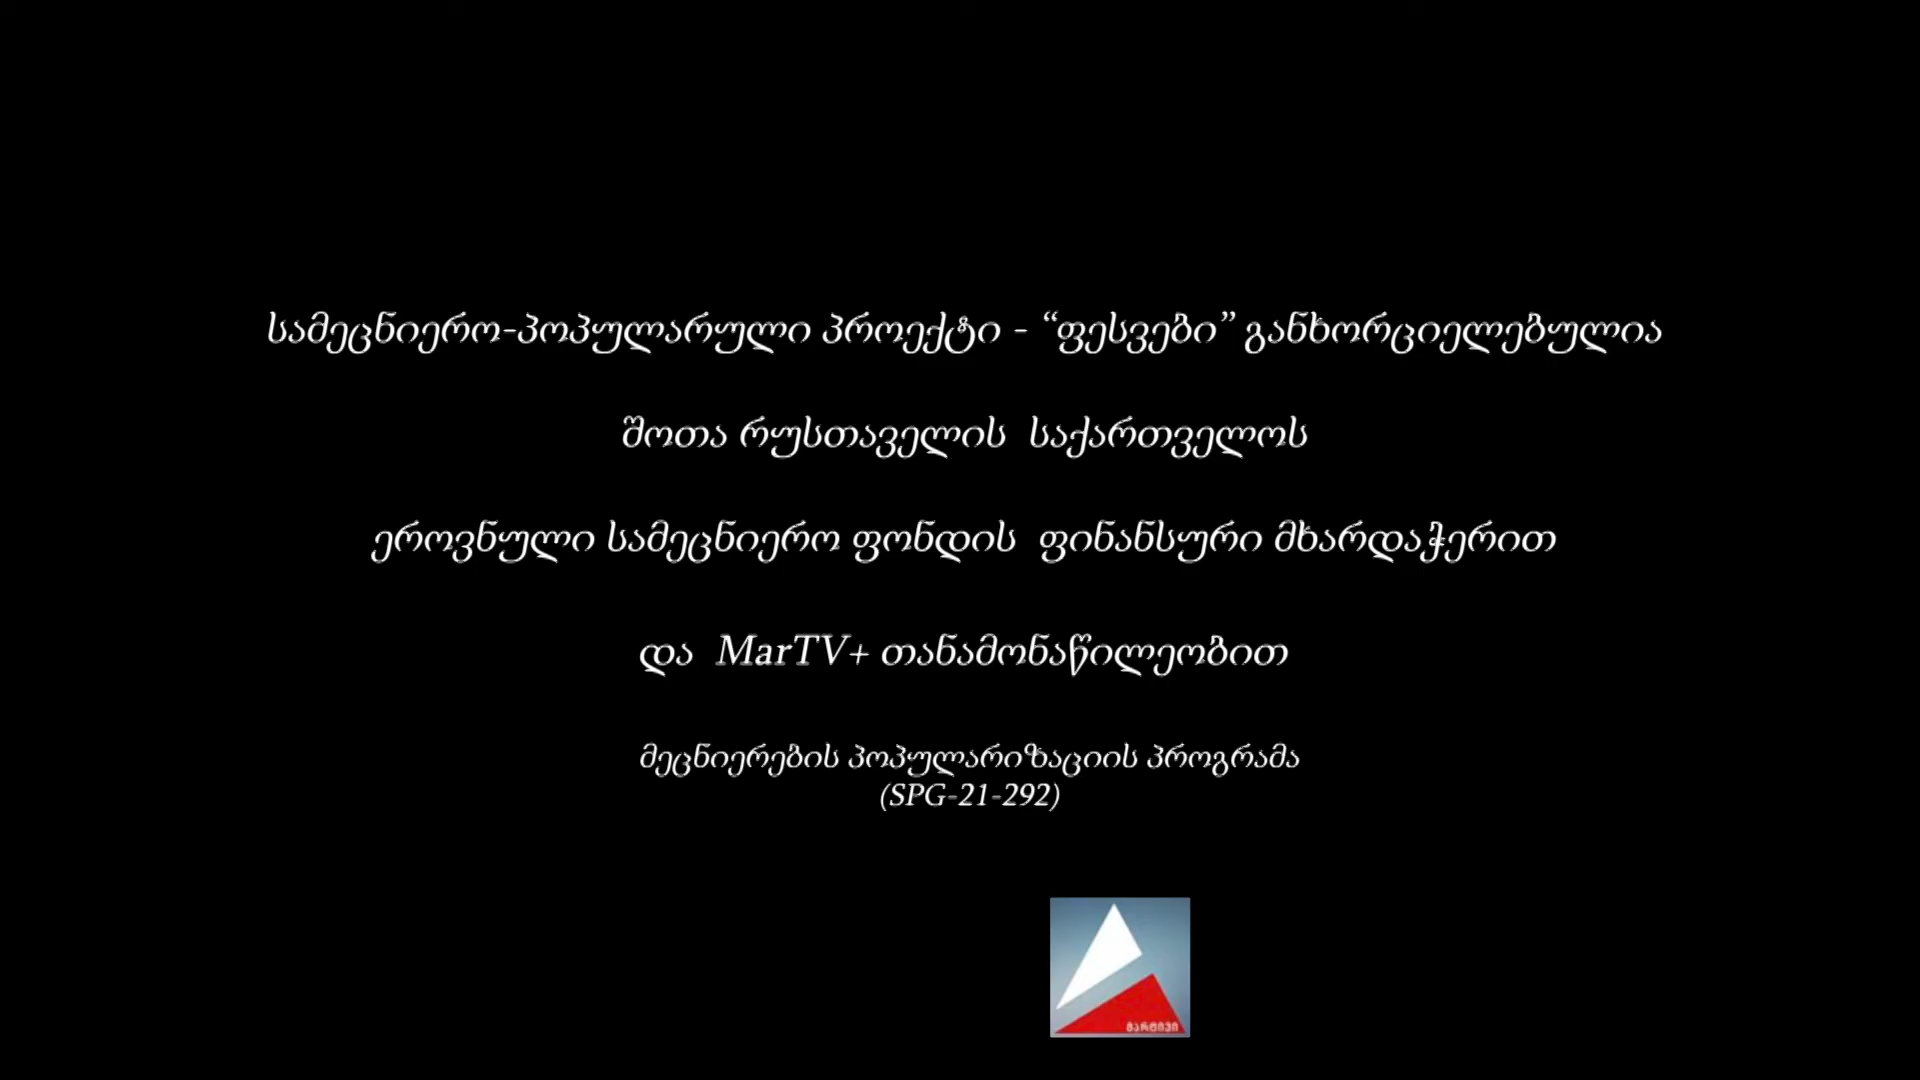 სამეცნიერო-პოპულარული პროექტი - “ფესვები” განხორციელებულია
შოთა რუსთაველის საქართველოს
ეროვნული სამეცნიერო ფონდის ფინანსური მხარდაჭერით
და MarTV+ თანამონაწილეობით
მეცნიერების პოპულარიზაციის პროგრამა
(SPG-21-292)
მარტივი